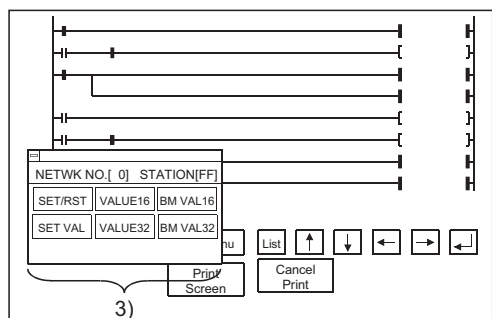 NETWK NO.[ 0] STATION[FF]
SET/RST VALUE16 BM VAL16
SET VAL VALUE32 BM VAL32
nu List
Print Screen
Cancel Print
3)